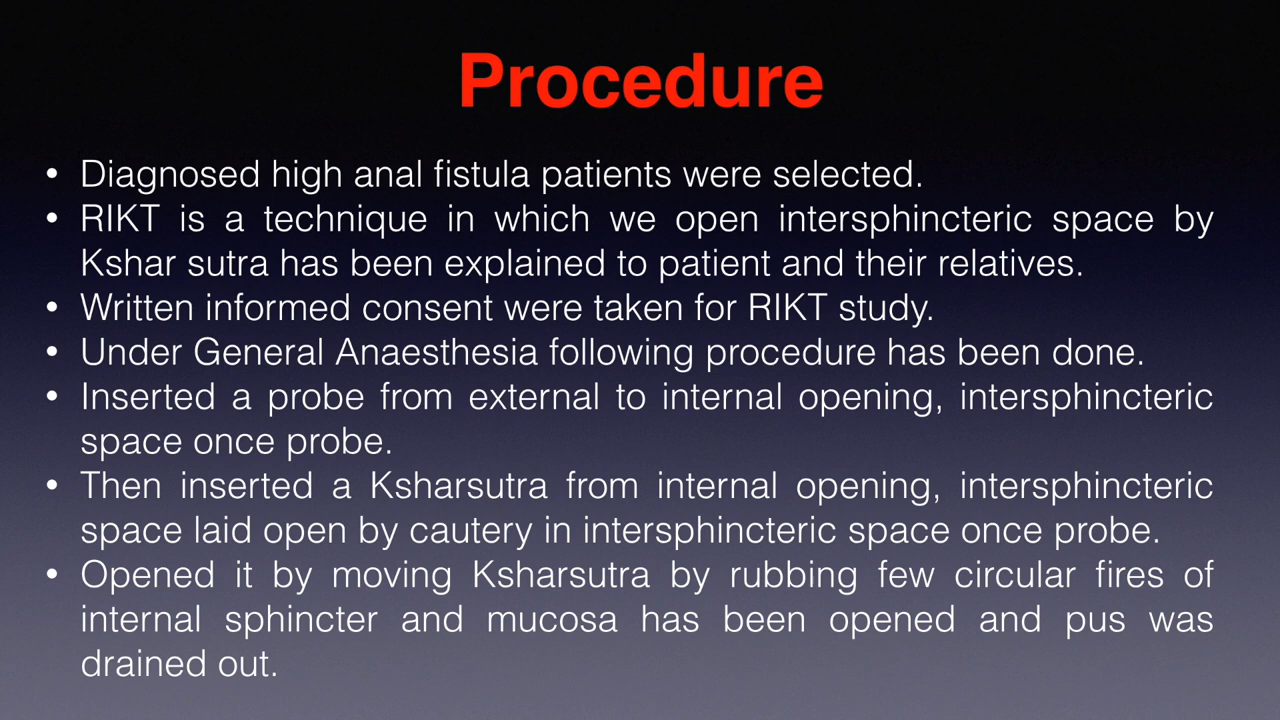 Procedure
• Diagnosed high anal fistula patients were selected.
• RIKT is a technique in which we open intersphincteric space by
Kshar sutra has been explained to patient and their relatives.
• Written informed consent were taken for RIKT study.
• Under General Anaesthesia following procedure has been done.
• Inserted a probe from external to internal opening, intersphincteric
space once probe.
• Then inserted a Ksharsutra from internal opening, intersphincteric
space laid open by cautery in intersphincteric space once probe.
• Opened it by moving Ksharsutra by rubbing few circular fires of
internal sphincter and mucosa has been opened and pus was
drained out.